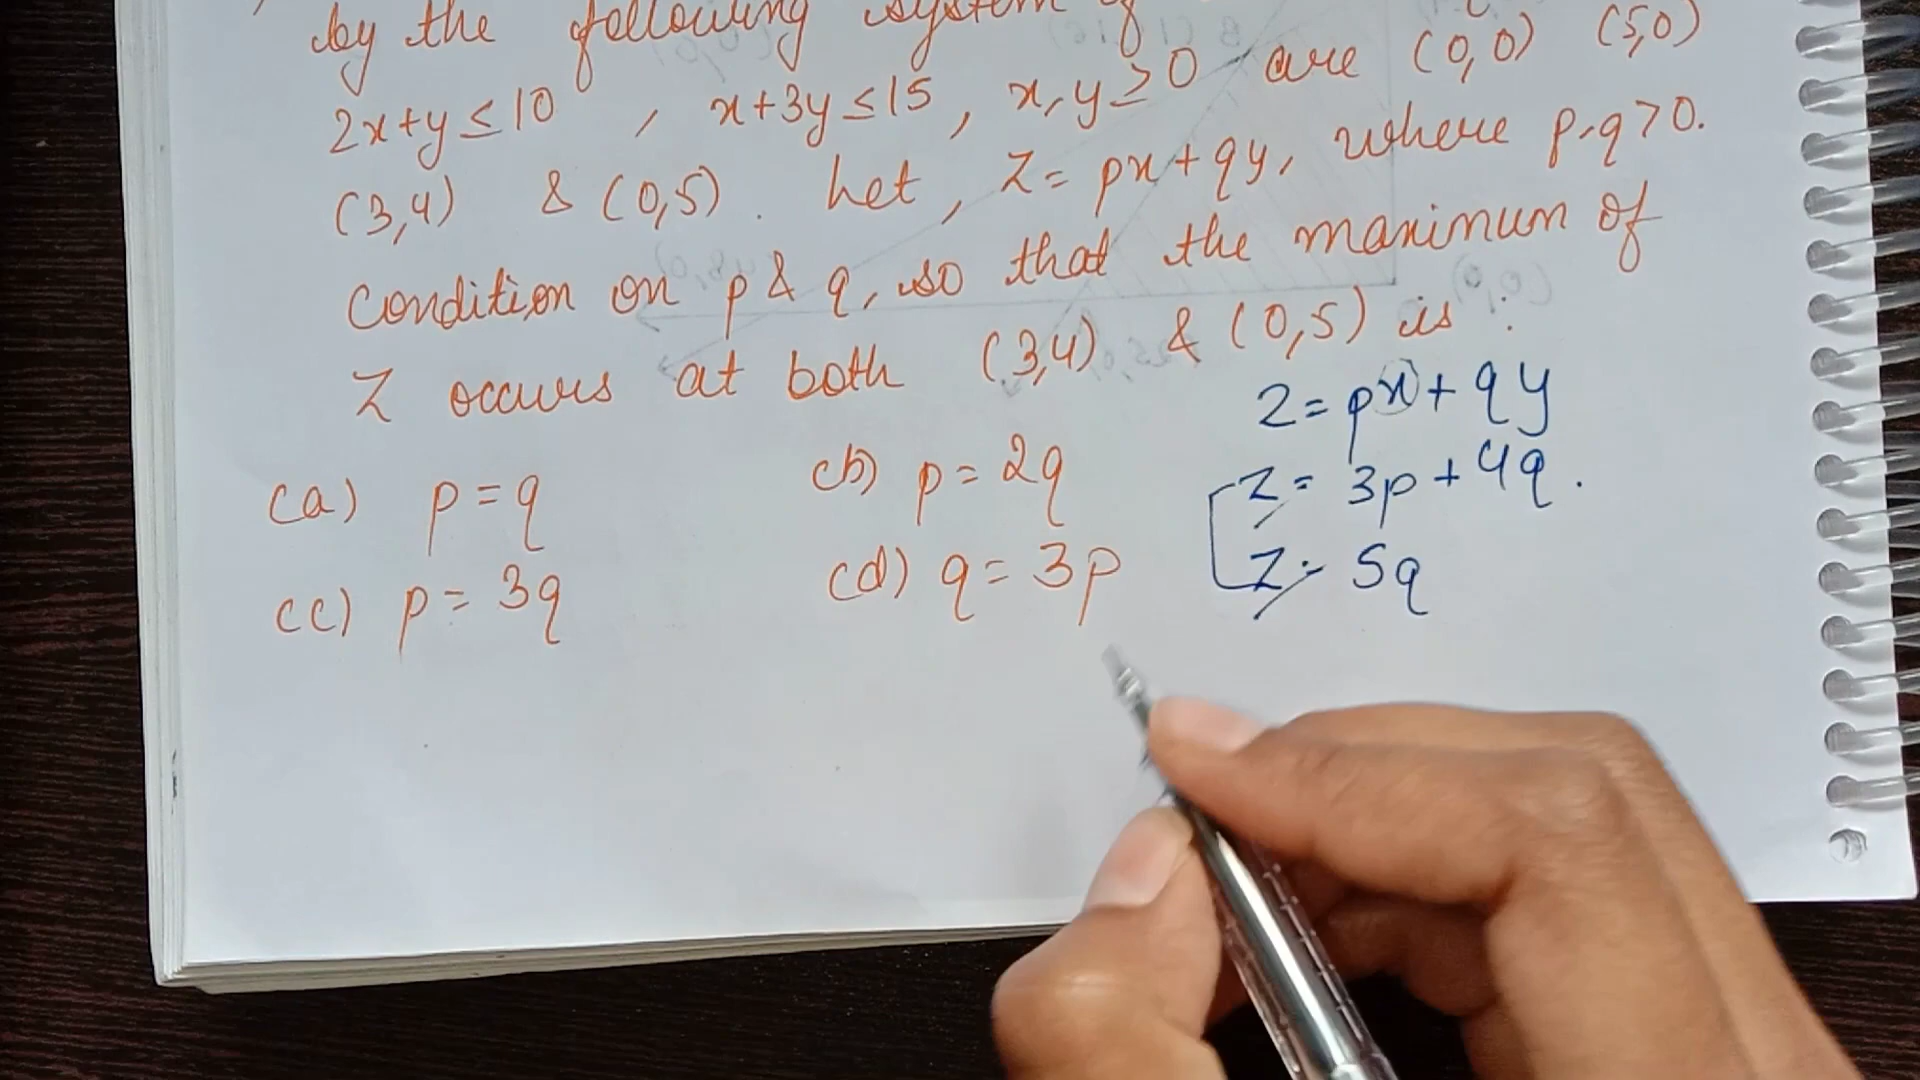 by the following system of
2x+y ≤ 10 , x+3y ≤ 15, x, y ≥ 0 are (0,0) (5,0)
(3,4) & (0,5). Let, Z = px + qy, where p,q>0.
Condition on p & q, so that the maximum of
Z occurs at both (3,4) & (0,5) is :
Z = px + qy
(a) p = q (b) p = 2q Z = 3p + 4q.
(c) p = 3q (d) q = 3p Z = 5q